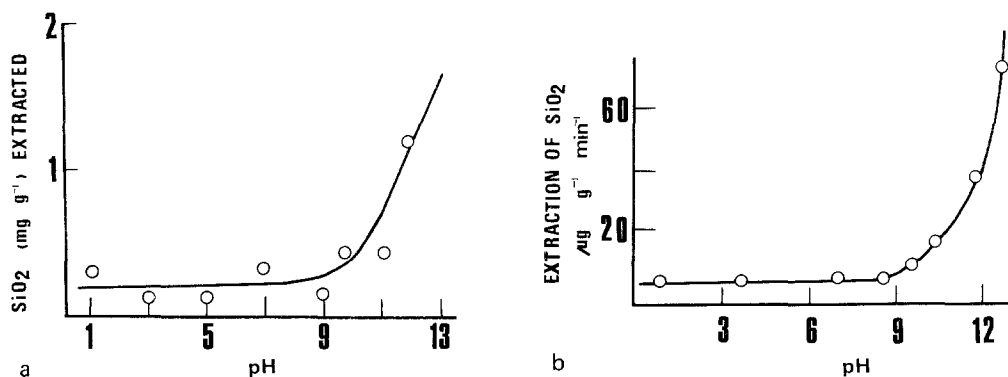 SiO₂ (mg g⁻¹) EXTRACTED
2
1
1 5 9 13
pH
a
EXTRACTION OF SiO₂
/ug g⁻¹ min⁻¹
60
20
3 6 9 12
pH
b